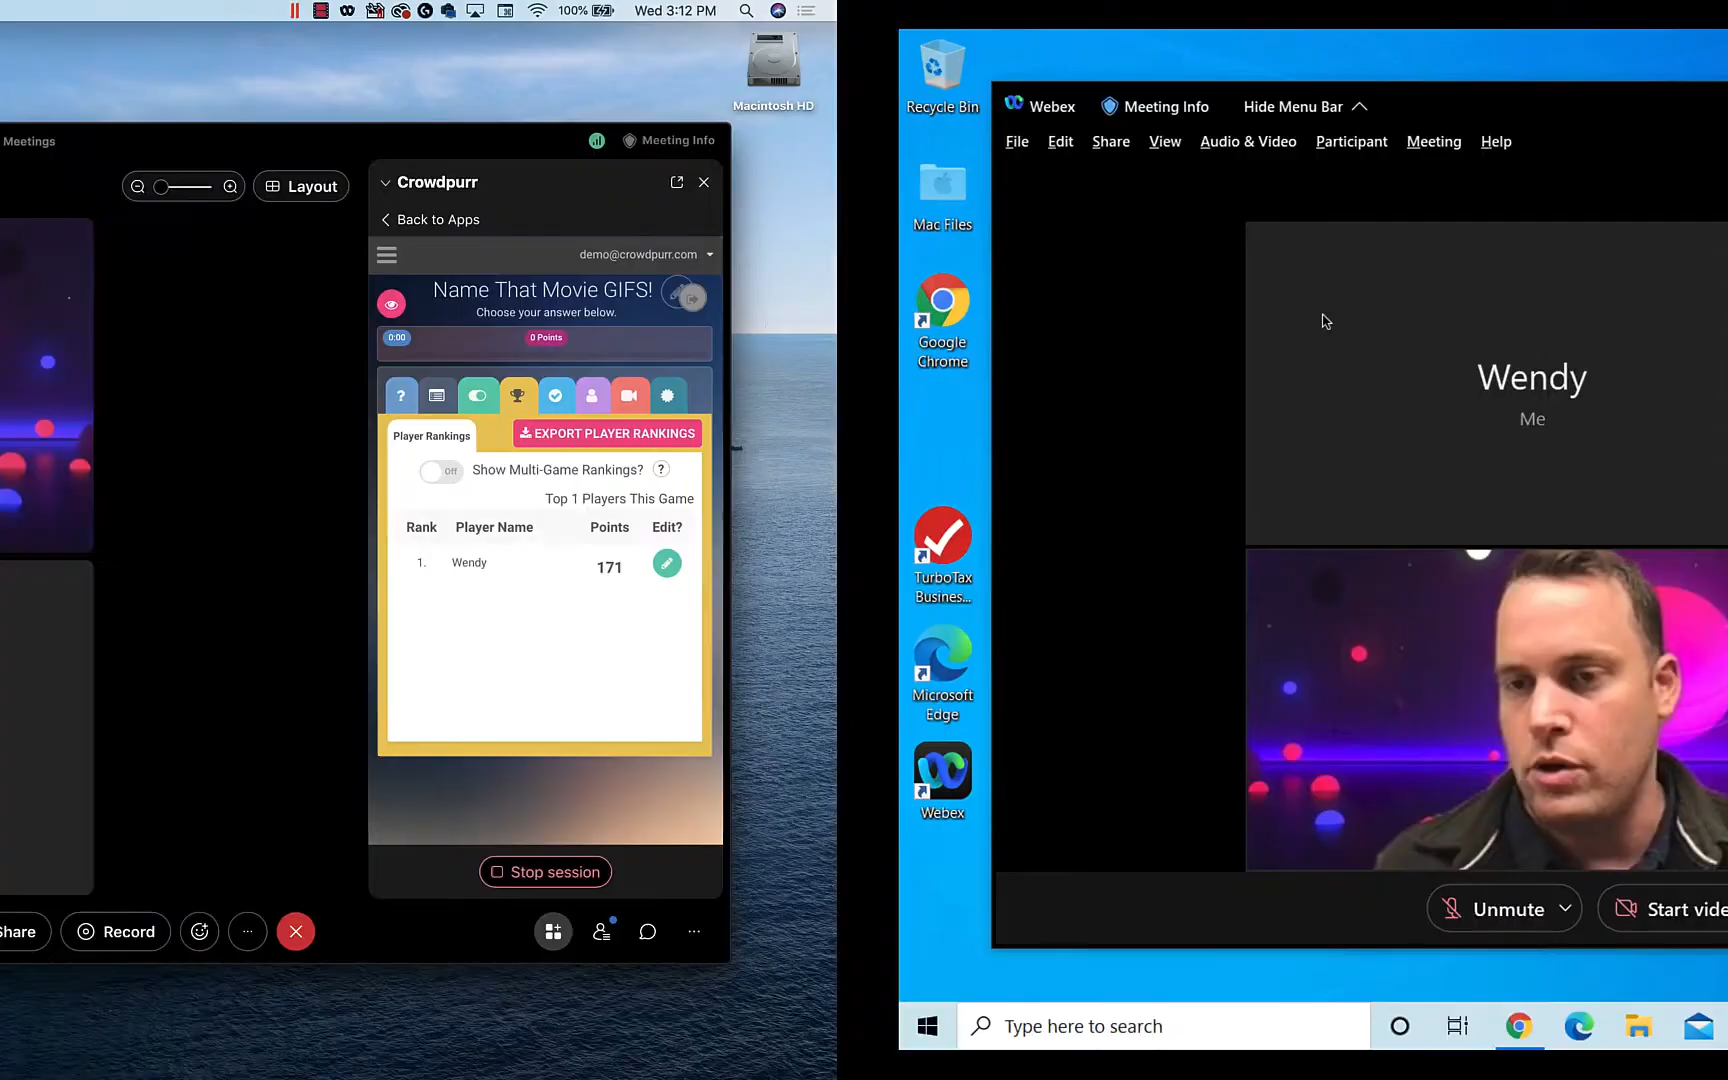 100%
Wed 3:12 PM
Macintosh HD
Meetings
Meeting Info
Layout
Crowdpurr
Back to Apps
demo@crowdpurr.com
Name That Movie GIFS!
Choose your answer below.
0:00
0 Points
?
Player Rankings
EXPORT PLAYER RANKINGS
Off
Show Multi-Game Rankings? ?
Top 1 Players This Game
Rank Player Name Points Edit?
1. Wendy 171
Stop session
Share
Record
Recycle Bin
Mac Files
Google
Chrome
TurboTax
Busines...
Microsoft
Edge
Webex
Webex Meeting Info Hide Menu Bar
File Edit Share View Audio & Video Participant Meeting Help
Wendy
Me
Unmute
Start vide
Type here to search